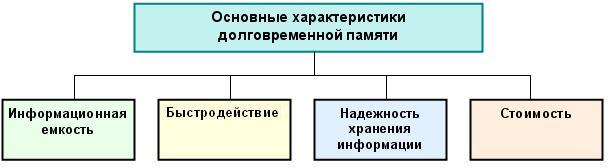 Основные характеристики
долговременной памяти
Информационная
емкость
Быстродействие
Надежность
хранения
информации
Стоимость